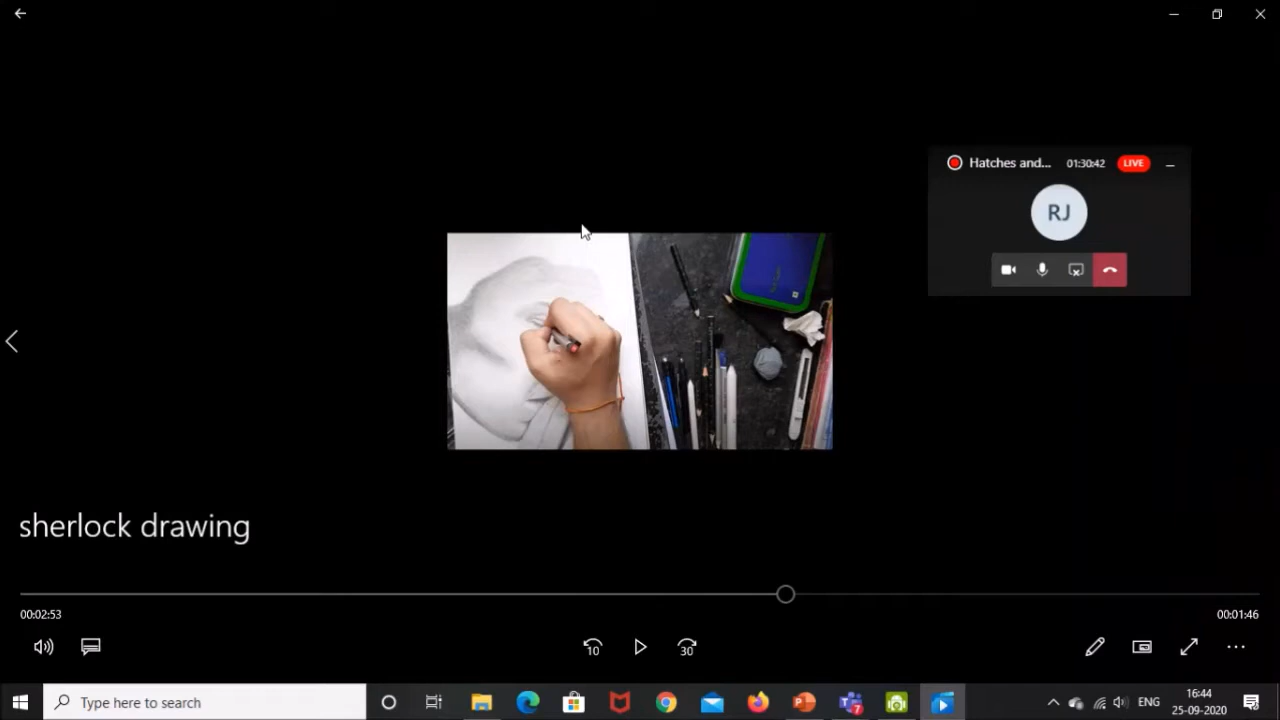 Hatches and...
01:30:42
LIVE
RJ
sherlock drawing
00:02:53
00:01:46
10
30
Type here to search
7
ENG
16:44
25-09-2020